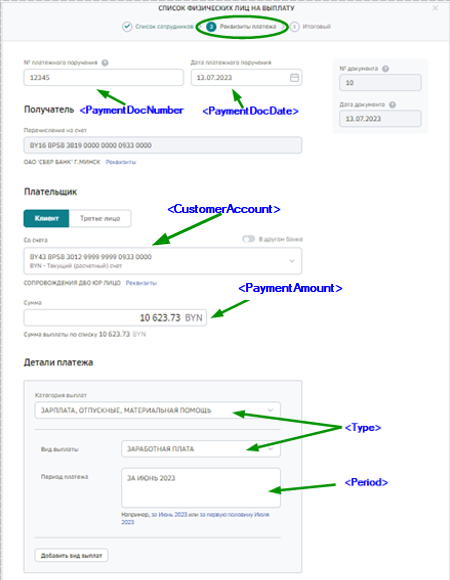 СПИСОК ФИЗИЧЕСКИХ ЛИЦ НА ВЫПЛАТУ
Список сотрудников
2 Реквизиты платежа
3 Итоговый
№ платежного поручения
Дата платежного поручения
№ документа
12345
13.07.2023
10
<PaymentDocNumber
<PaymentDocDate>
Дата документа
13.07.2023
Получатель
Перечисление на счет
BY16 BPSB 3819 0000 0000 0933 0000
ОАО "СБЕР БАНК" Г.МИНСК Реквизиты
Плательщик
<CustomerAccount>
Клиент
Третье лицо
Со счета
В другом банке
BY43 BPSB 3012 9999 9999 0933 0000
BYN - Текущий (расчетный) счет
СОПРОВОЖДЕНИЯ ДБО ЮР ЛИЦО Реквизиты
<PaymentAmount>
Сумма
10 623.73 BYN
Сумма выплаты по списку 10 623.73 BYN
Детали платежа
Категория выплат
ЗАРПЛАТА, ОТПУСКНЫЕ, МАТЕРИАЛЬНАЯ ПОМОЩЬ
<Type>
Вид выплаты
ЗАРАБОТНАЯ ПЛАТА
Период платежа
ЗА ИЮНЬ 2023
<Period>
Например, за Июнь 2023 или за первую половину Июля
2023
Добавить вид выплат